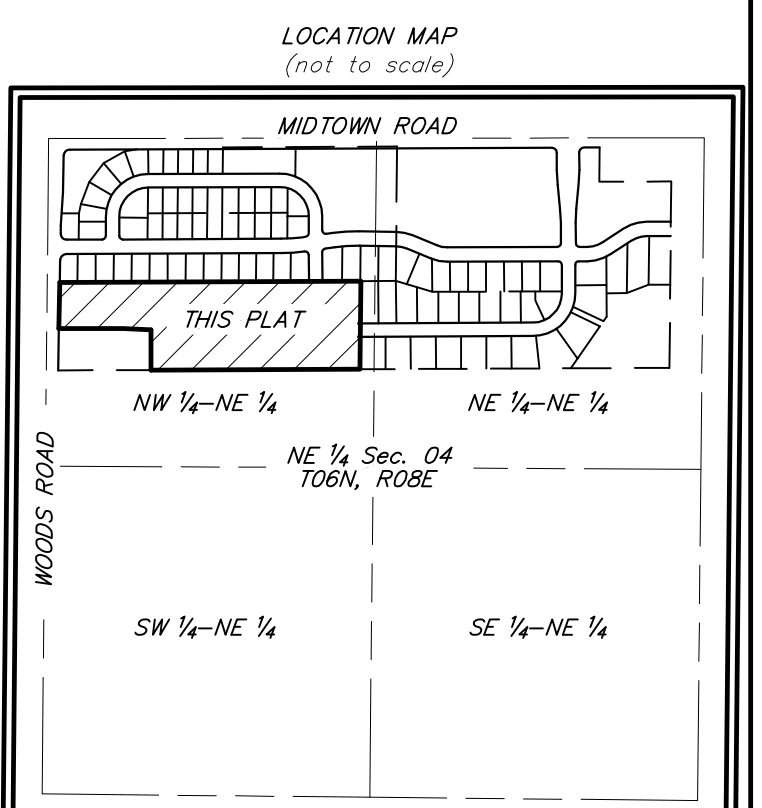 LOCATION MAP
(not to scale)
MIDTOWN ROAD
THIS PLAT
NW ¼–NE ¼
NE ¼–NE ¼
NE ¼ Sec. 04
T06N, R08E
WOODS ROAD
SW ¼–NE ¼
SE ¼–NE ¼